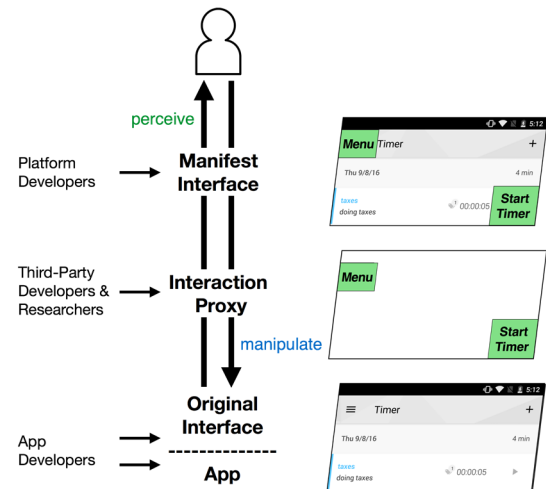 perceive
Platform
Developers
Manifest
Interface
5:12
Menu Timer +
Thu 9/8/16 4 min
taxes
doing taxes
00:00:05
Start
Timer
Third-Party
Developers &
Researchers
Interaction
Proxy
Menu
Start
Timer
manipulate
Original
Interface
App
Developers
App
5:12
Timer +
Thu 9/8/16 4 min
taxes
doing taxes
00:00:05